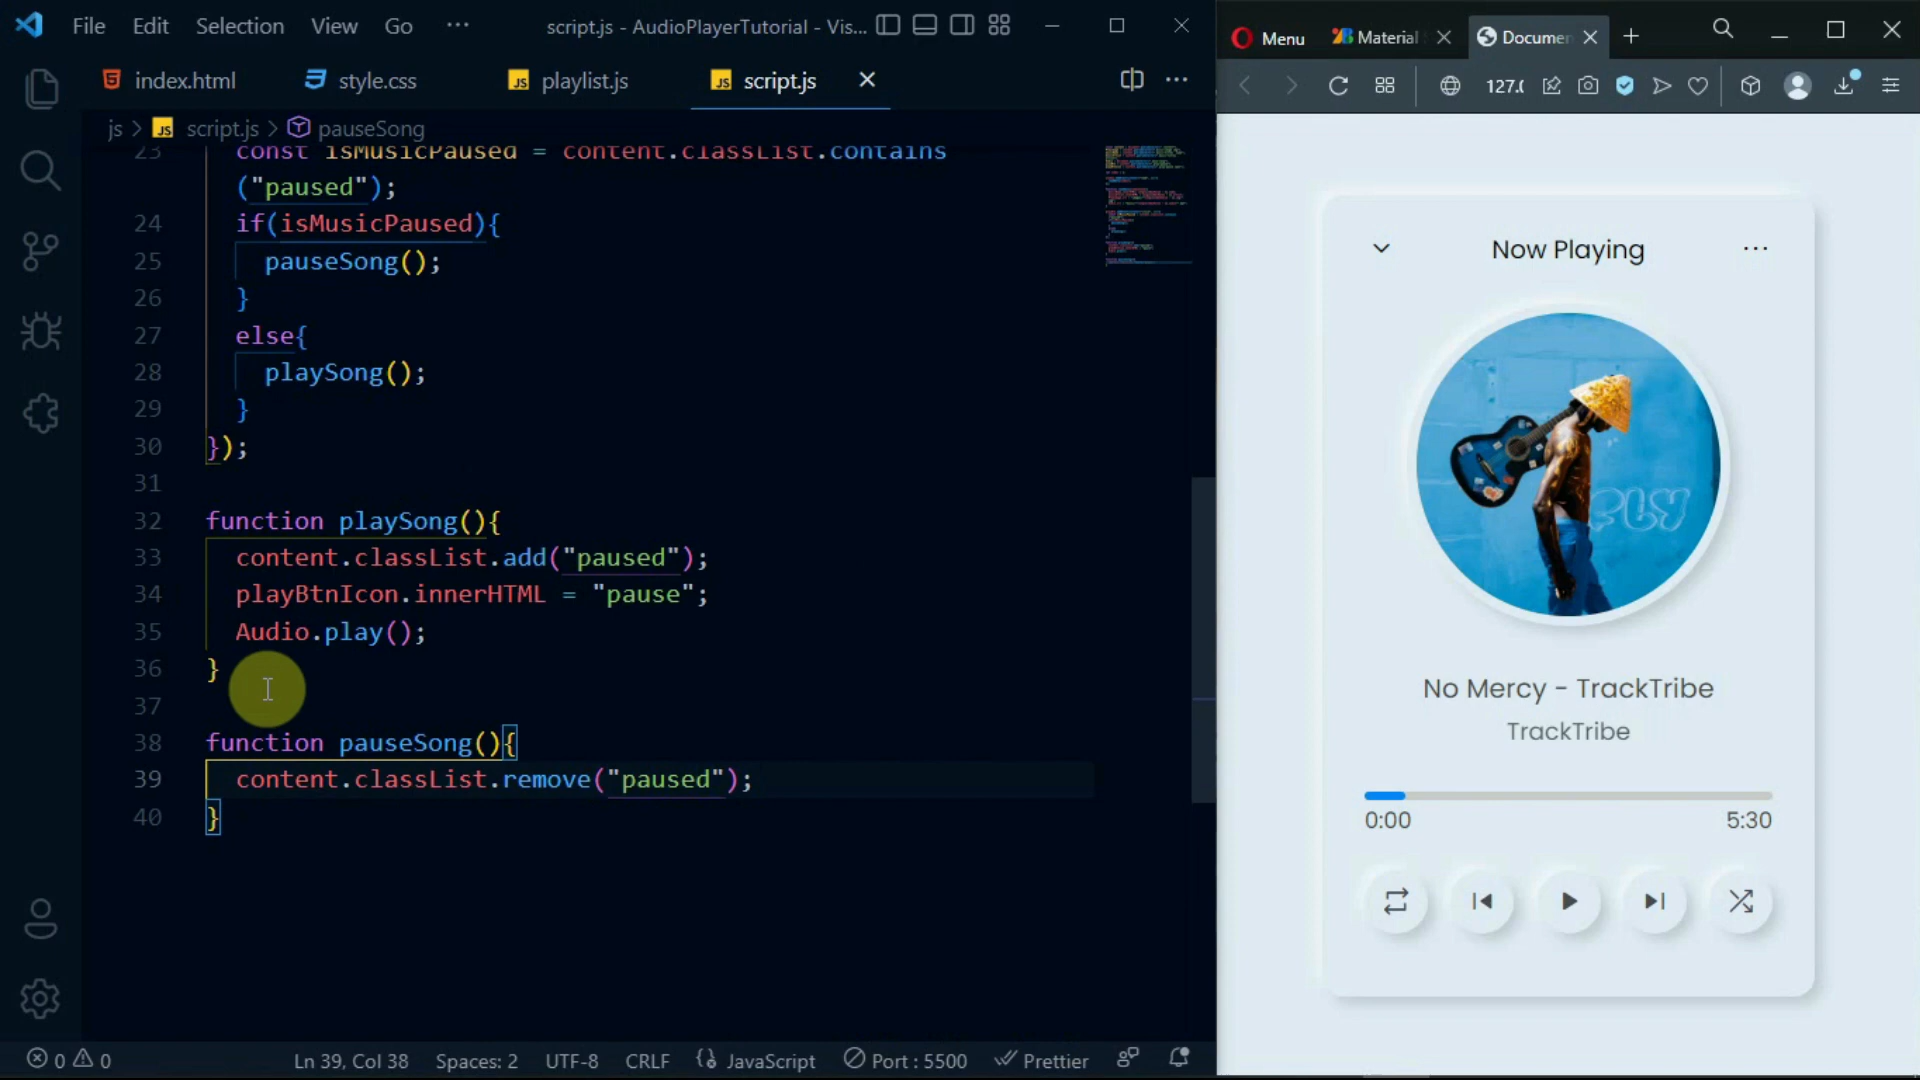 File Edit Selection View Go ··· script.js - AudioPlayerTutorial - Vis...
index.html style.css JS playlist.js JS script.js
js > JS script.js > pauseSong
23 const isMusicPaused = content.classList.contains
("paused");
24 if(isMusicPaused){
25 pauseSong();
26 }
27 else{
28 playSong();
29 }
30 });
31
32 function playSong(){
33 content.classList.add("paused");
34 playBtnIcon.innerHTML = "pause";
35 Audio.play();
36 }
37
38 function pauseSong(){
39 content.classList.remove("paused");
40 }
0 0 Ln 39, Col 38 Spaces: 2 UTF-8 CRLF JavaScript Port : 5500 Prettier
Menu Material Documen
127.
Now Playing
PLY
No Mercy - TrackTribe
TrackTribe
0:00 5:30